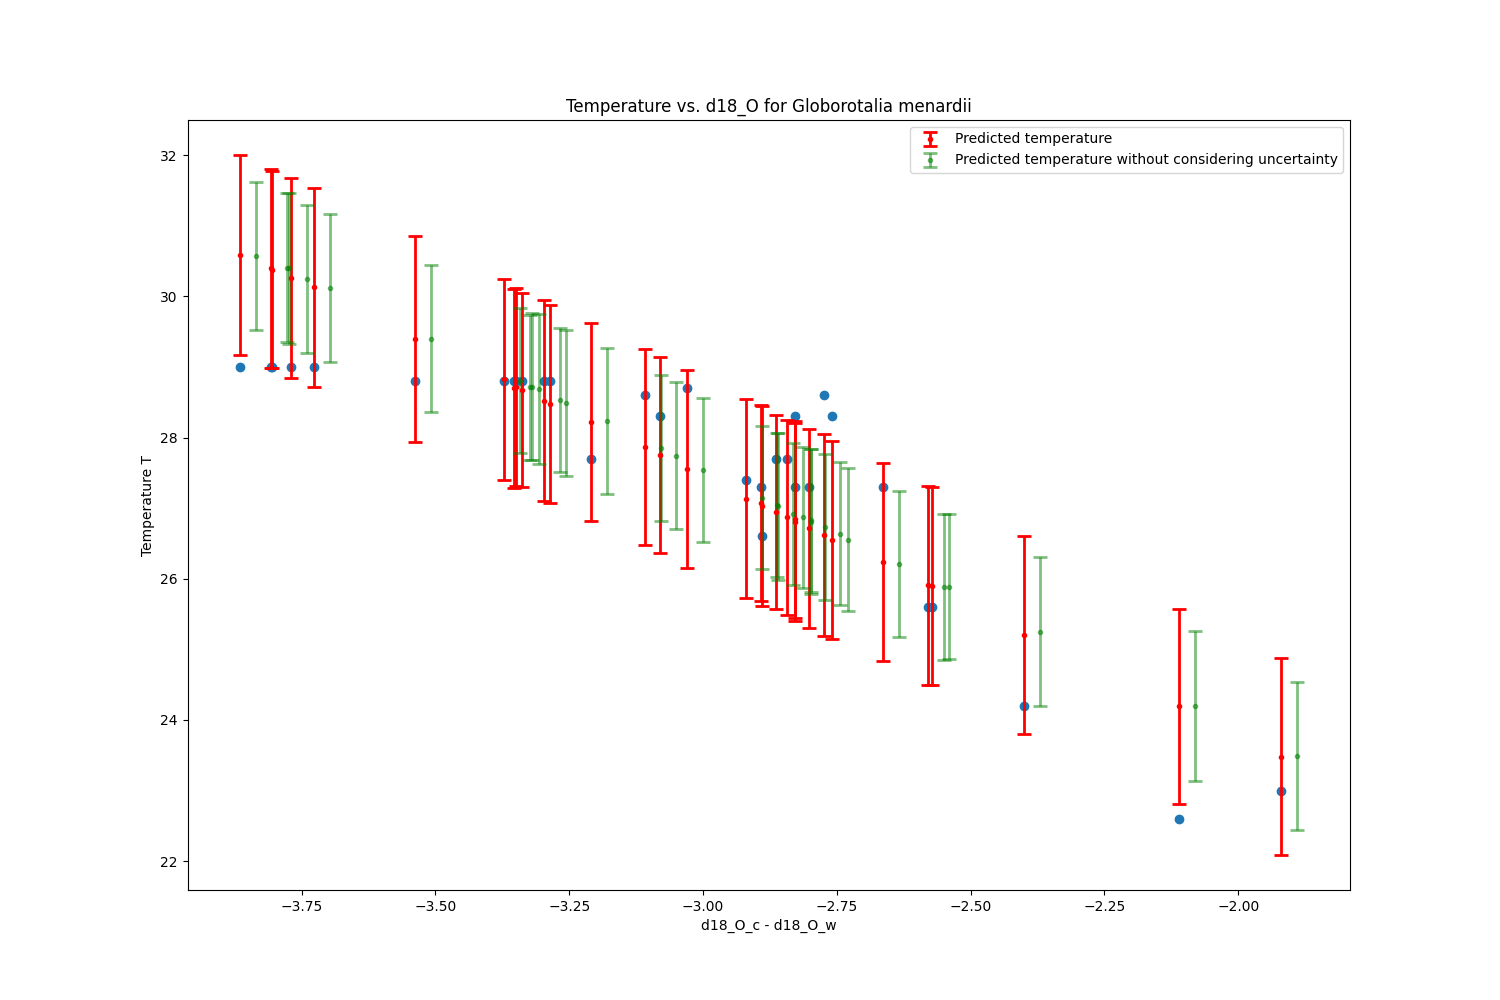 Temperature vs. d18_O for Globorotalia menardii
Predicted temperature
Predicted temperature without considering uncertainty
32
30
28
26
24
22
Temperature T
−3.75 −3.50 −3.25 −3.00 −2.75 −2.50 −2.25 −2.00
d18_O_c - d18_O_w